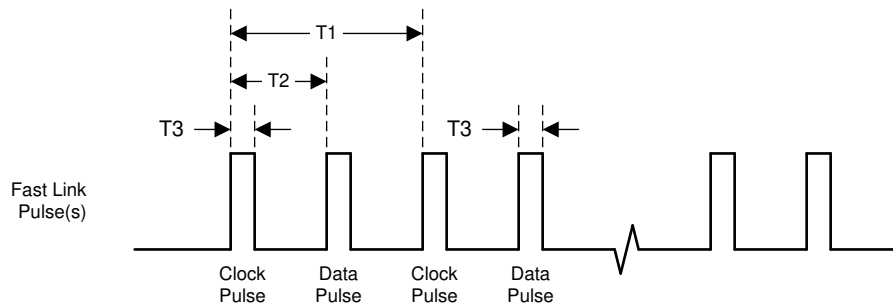 T1
T2
T3
T3
Fast Link
Pulse(s)
Clock
Pulse
Data
Pulse
Clock
Pulse
Data
Pulse